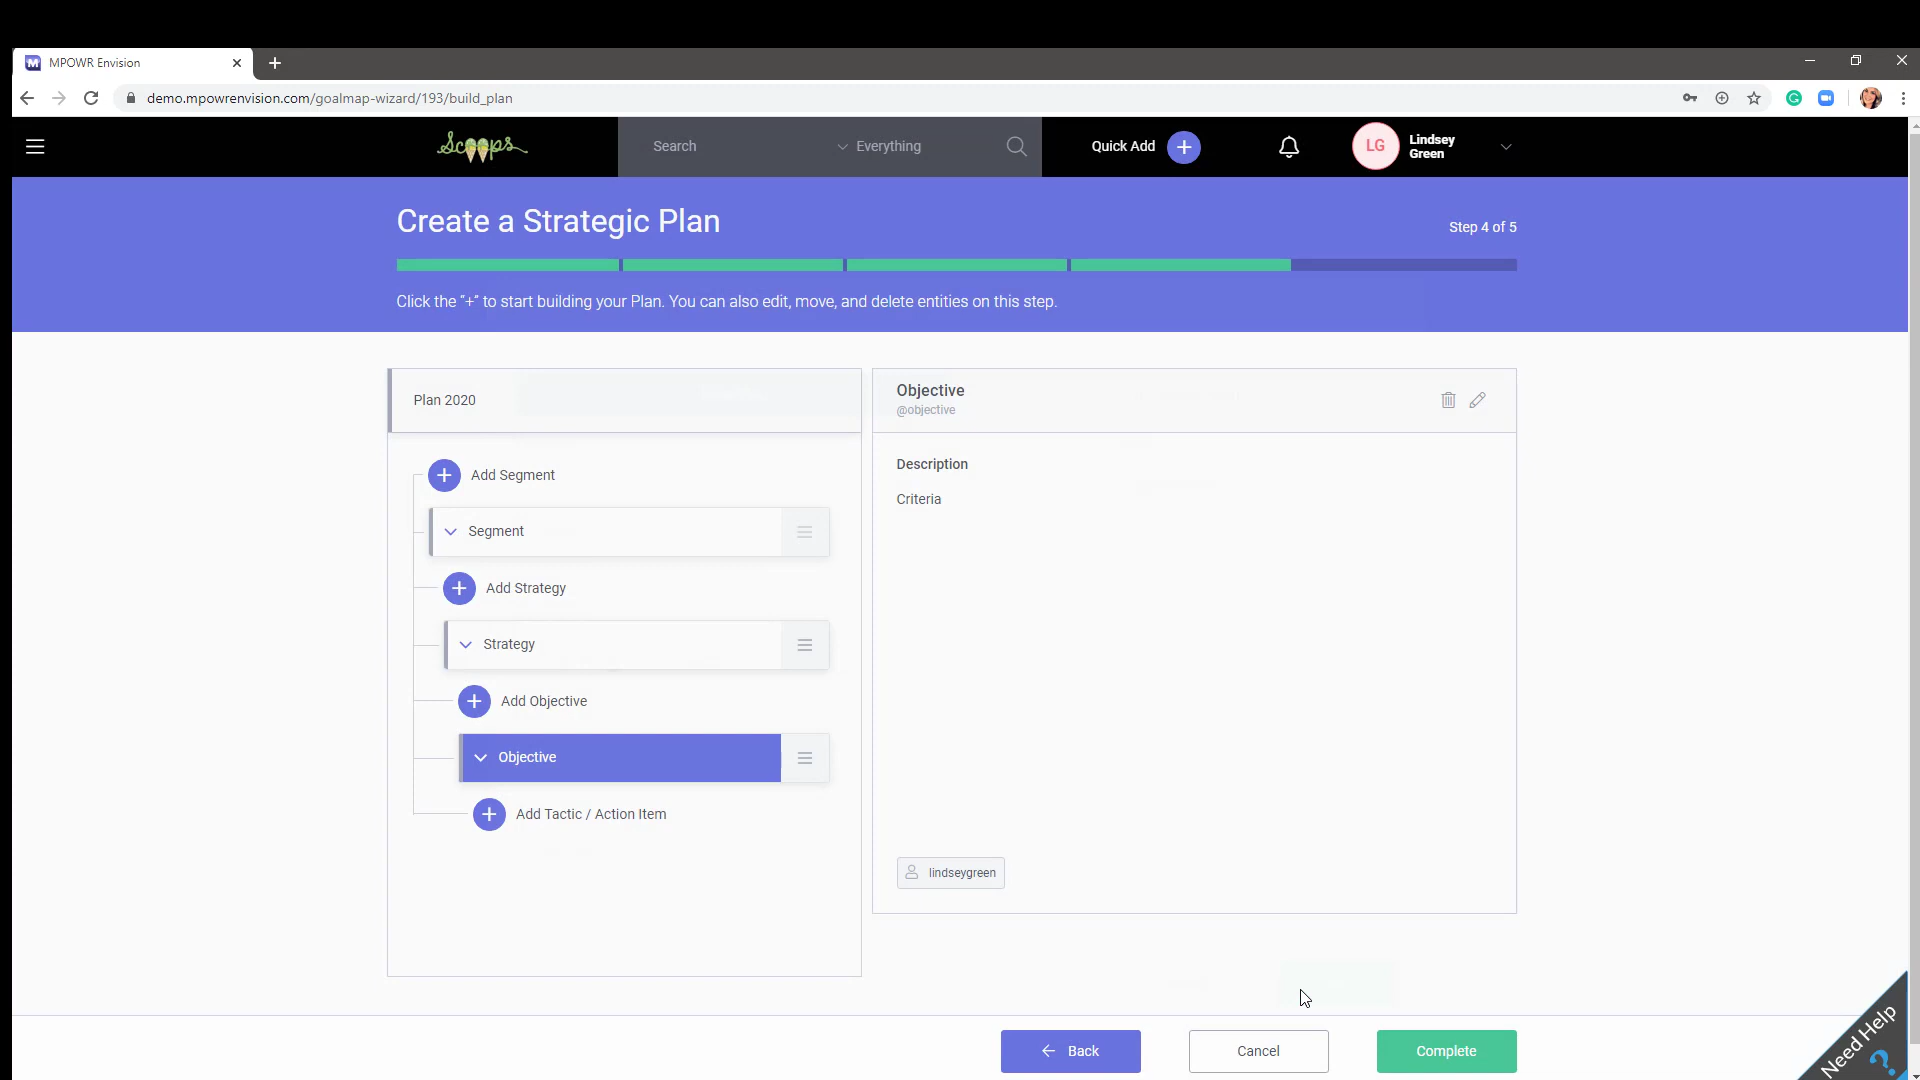 MPOWR Envision
demo.mpowrenvision.com/goalmap-wizard/193/build_plan
Scoops
Search
Everything
Quick Add
LG
Lindsey
Green
Create a Strategic Plan
Step 4 of 5
Click the "+" to start building your Plan. You can also edit, move, and delete entities on this step.
Plan 2020
Add Segment
Segment
Add Strategy
Strategy
Add Objective
Objective
Add Tactic / Action Item
Objective
@objective
Description
Criteria
lindseygreen
Back
Cancel
Complete
Need Help
?